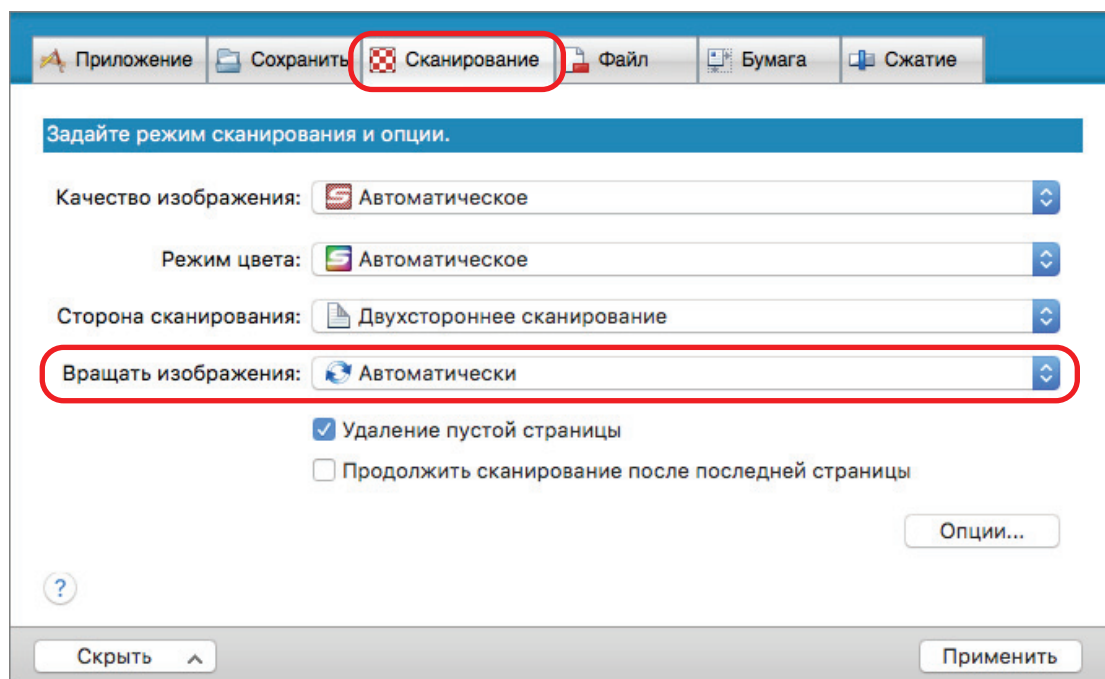 Приложение Сохранить Сканирование Файл Бумага Сжатие
Задайте режим сканирования и опции.
Качество изображения: Автоматическое
Режим цвета: Автоматическое
Сторона сканирования: Двухстороннее сканирование
Вращать изображения: Автоматически
Удаление пустой страницы
Продолжить сканирование после последней страницы
Опции...
?
Скрыть Применить